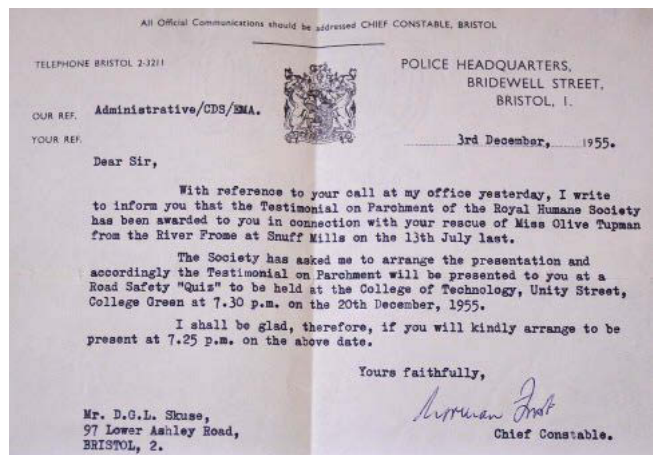 All Official Communications should be addressed CHIEF CONSTABLE, BRISTOL
TELEPHONE BRISTOL 2-3211
POLICE HEADQUARTERS,
BRIDEWELL STREET,
BRISTOL, 1.
OUR REF. Administrative/CDS/EMA.
YOUR REF.
3rd December, 1955.
Dear Sir,
With reference to your call at my office yesterday, I write
to inform you that the Testimonial on Parchment of the Royal Humane Society
has been awarded to you in connection with your rescue of Miss Olive Tupman
from the River Frome at Snuff Mills on the 13th July last.
The Society has asked me to arrange the presentation and
accordingly the Testimonial on Parchment will be presented to you at a
Road Safety "Quiz" to be held at the College of Technology, Unity Street,
College Green at 7.30 p.m. on the 20th December, 1955.
I shall be glad, therefore, if you will kindly arrange to be
present at 7.25 p.m. on the above date.
Yours faithfully,
Norman Frost
Chief Constable.
Mr. D.G.L. Skuse,
97 Lower Ashley Road,
BRISTOL, 2.